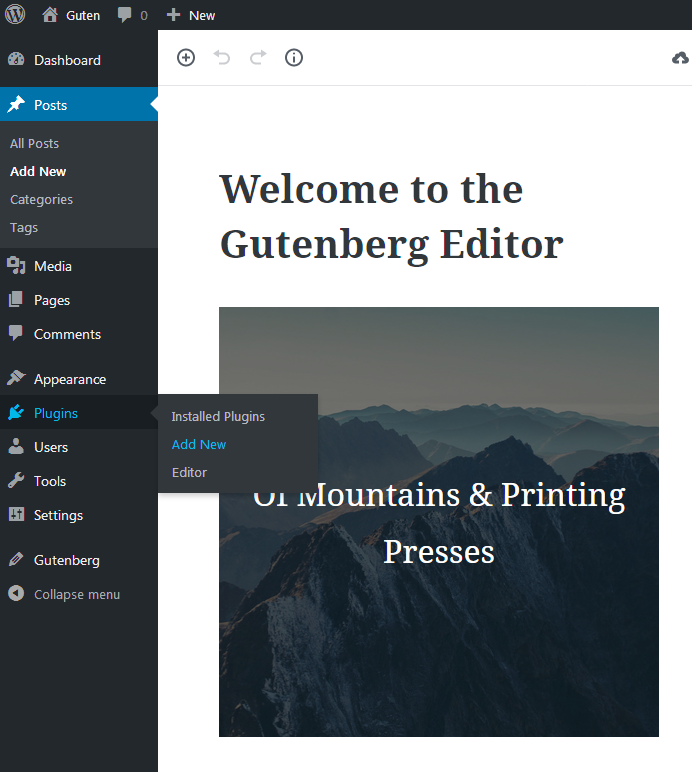 Guten
0
New
Dashboard
Posts
All Posts
Add New
Categories
Tags
Media
Pages
Comments
Appearance
Plugins
Installed Plugins
Add New
Editor
Users
Tools
Settings
Gutenberg
Collapse menu
Welcome to the
Gutenberg Editor
Of Mountains & Printing
Presses